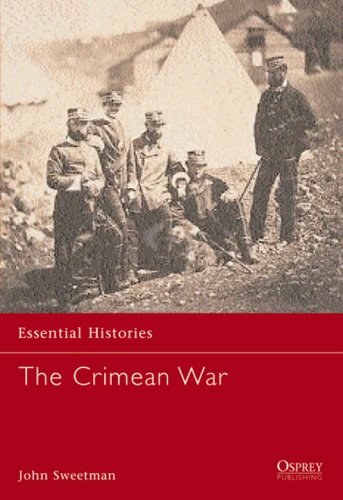 Essential Histories
The Crimean War
John Sweetman
OSPREY
PUBLISHING